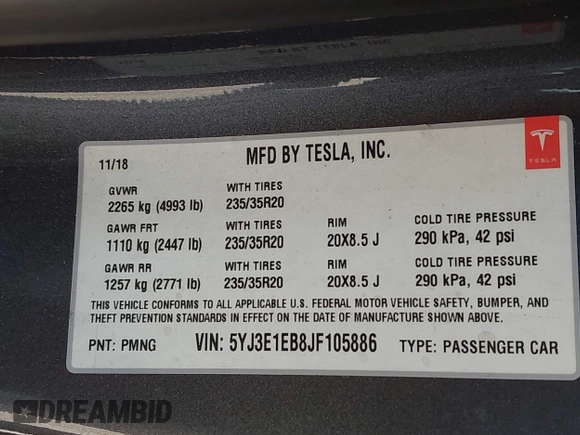 MFD BY TESLA, INC.
11/18
TESLA
GVWR WITH TIRES
2265 kg (4993 lb) 235/35R20
GAWR FRT WITH TIRES RIM COLD TIRE PRESSURE
1110 kg (2447 lb) 235/35R20 20X8.5 J 290 kPa, 42 psi
GAWR RR WITH TIRES RIM COLD TIRE PRESSURE
1257 kg (2771 lb) 235/35R20 20X8.5 J 290 kPa, 42 psi
THIS VEHICLE CONFORMS TO ALL APPLICABLE U.S. FEDERAL MOTOR VEHICLE SAFETY, BUMPER, AND
THEFT PREVENTION STANDARDS IN EFFECT ON THE DATE OF MANUFACTURE SHOWN ABOVE.
PNT: PMNG VIN: 5YJ3E1EB8JF105886 TYPE: PASSENGER CAR
DREAMBID